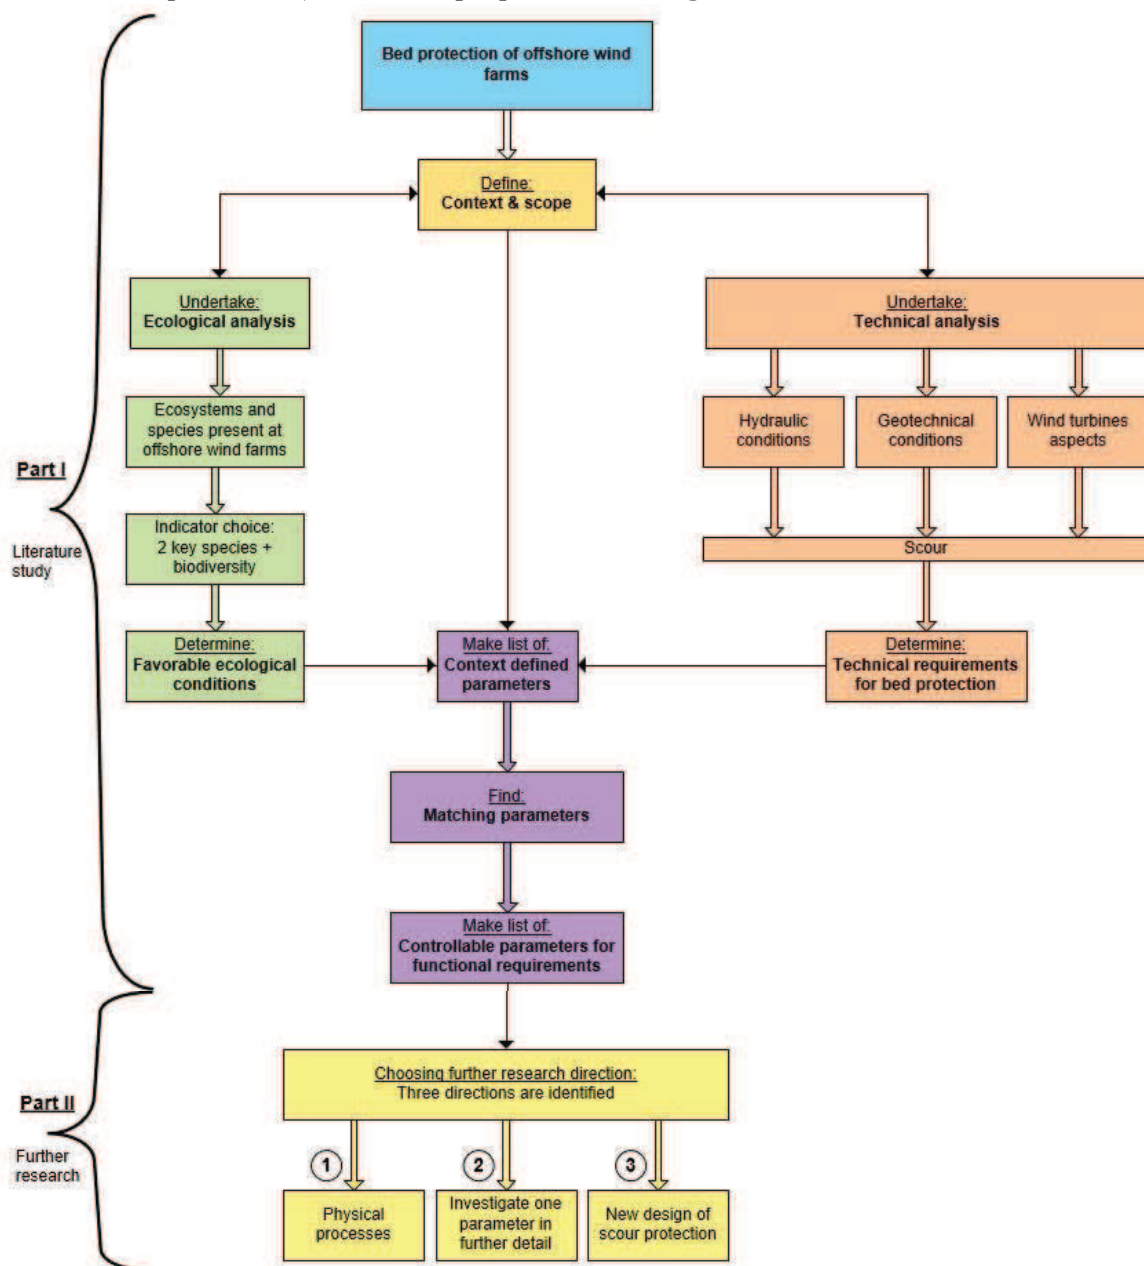 Bed protection of offshore wind
farms
Define:
Context & scope
Undertake:
Ecological analysis
Undertake:
Technical analysis
Ecosystems and
species present at
offshore wind farms
Hydraulic
conditions
Geotechnical
conditions
Wind turbines
aspects
Part I
Literature
study
Indicator choice:
2 key species +
biodiversity
Scour
Determine:
Favorable ecological
conditions
Make list of:
Context defined
parameters
Determine:
Technical requirements
for bed protection
Find:
Matching parameters
Make list of:
Controllable parameters for
functional requirements
Part II
Further
research
Choosing further research direction:
Three directions are identified
1
2
3
Physical
processes
Investigate one
parameter in
further detail
New design of
scour protection